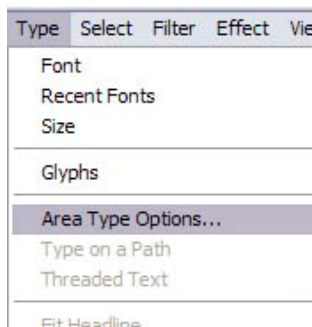 Type Select Filter Effect Vie
Font
Recent Fonts
Size
Glyphs
Area Type Options...
Type on a Path
Threaded Text
Fit Headline